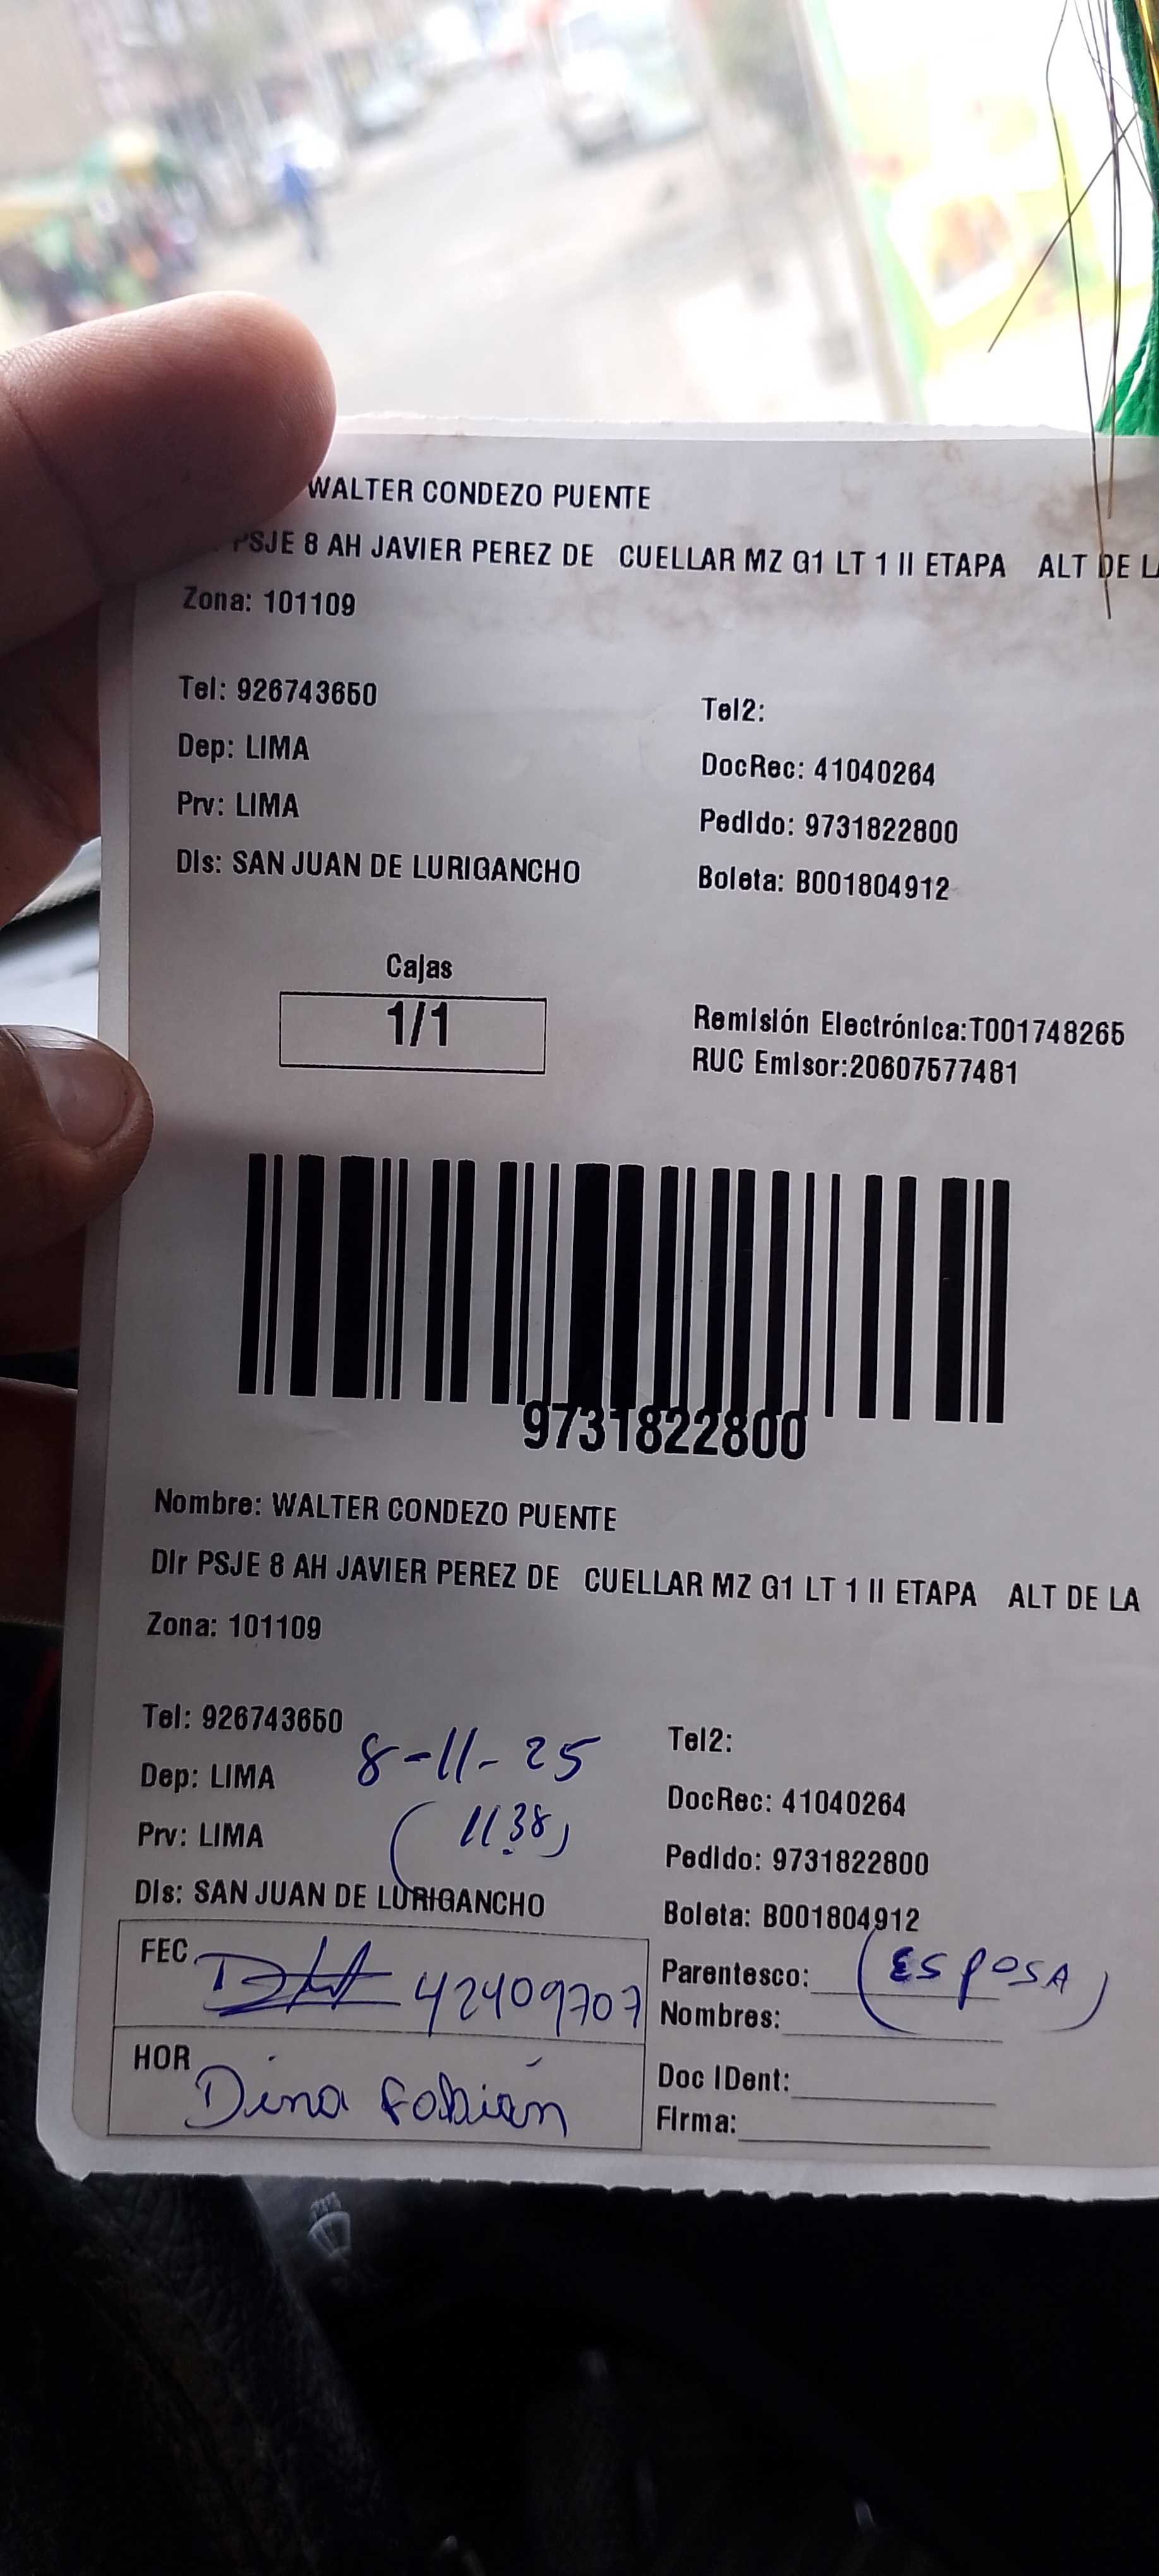 WALTER CONDEZO PUENTE
PSJE 8 AH JAVIER PEREZ DE CUELLAR MZ G1 LT 1 II ETAPA ALT DE LA
Zona: 101109
Tel: 926743650
Tel2:
Dep: LIMA
DocRec: 41040264
Prv: LIMA
Pedido: 9731822800
Dis: SAN JUAN DE LURIGANCHO
Boleta: B001804912
Cajas
1/1
Remisión Electrónica:T001748265
RUC Emisor:20607577481
9731822800
Nombre: WALTER CONDEZO PUENTE
Dir PSJE 8 AH JAVIER PEREZ DE CUELLAR MZ G1 LT 1 II ETAPA ALT DE LA
Zona: 101109
Tel: 926743650
8-11-25
Tel2:
Dep: LIMA
DocRec: 41040264
(1138)
Prv: LIMA
Pedido: 9731822800
Dis: SAN JUAN DE LURIGANCHO
Boleta: B001804912
FEC 42409707
Parentesco: (ESPOSA)
Nombres:
HOR Dina Fabián
Doc IDent:
Firma: